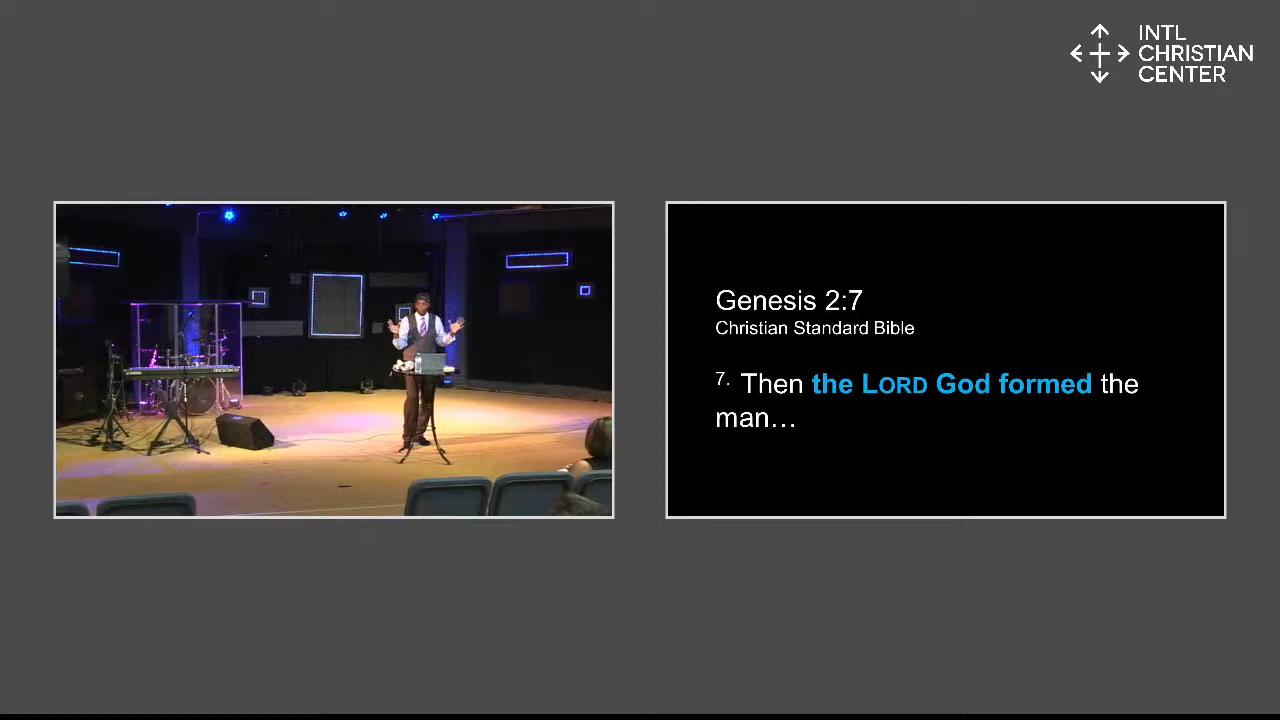 INTL
CHRISTIAN
CENTER
Genesis 2:7
Christian Standard Bible
7. Then the LORD God formed the
man…